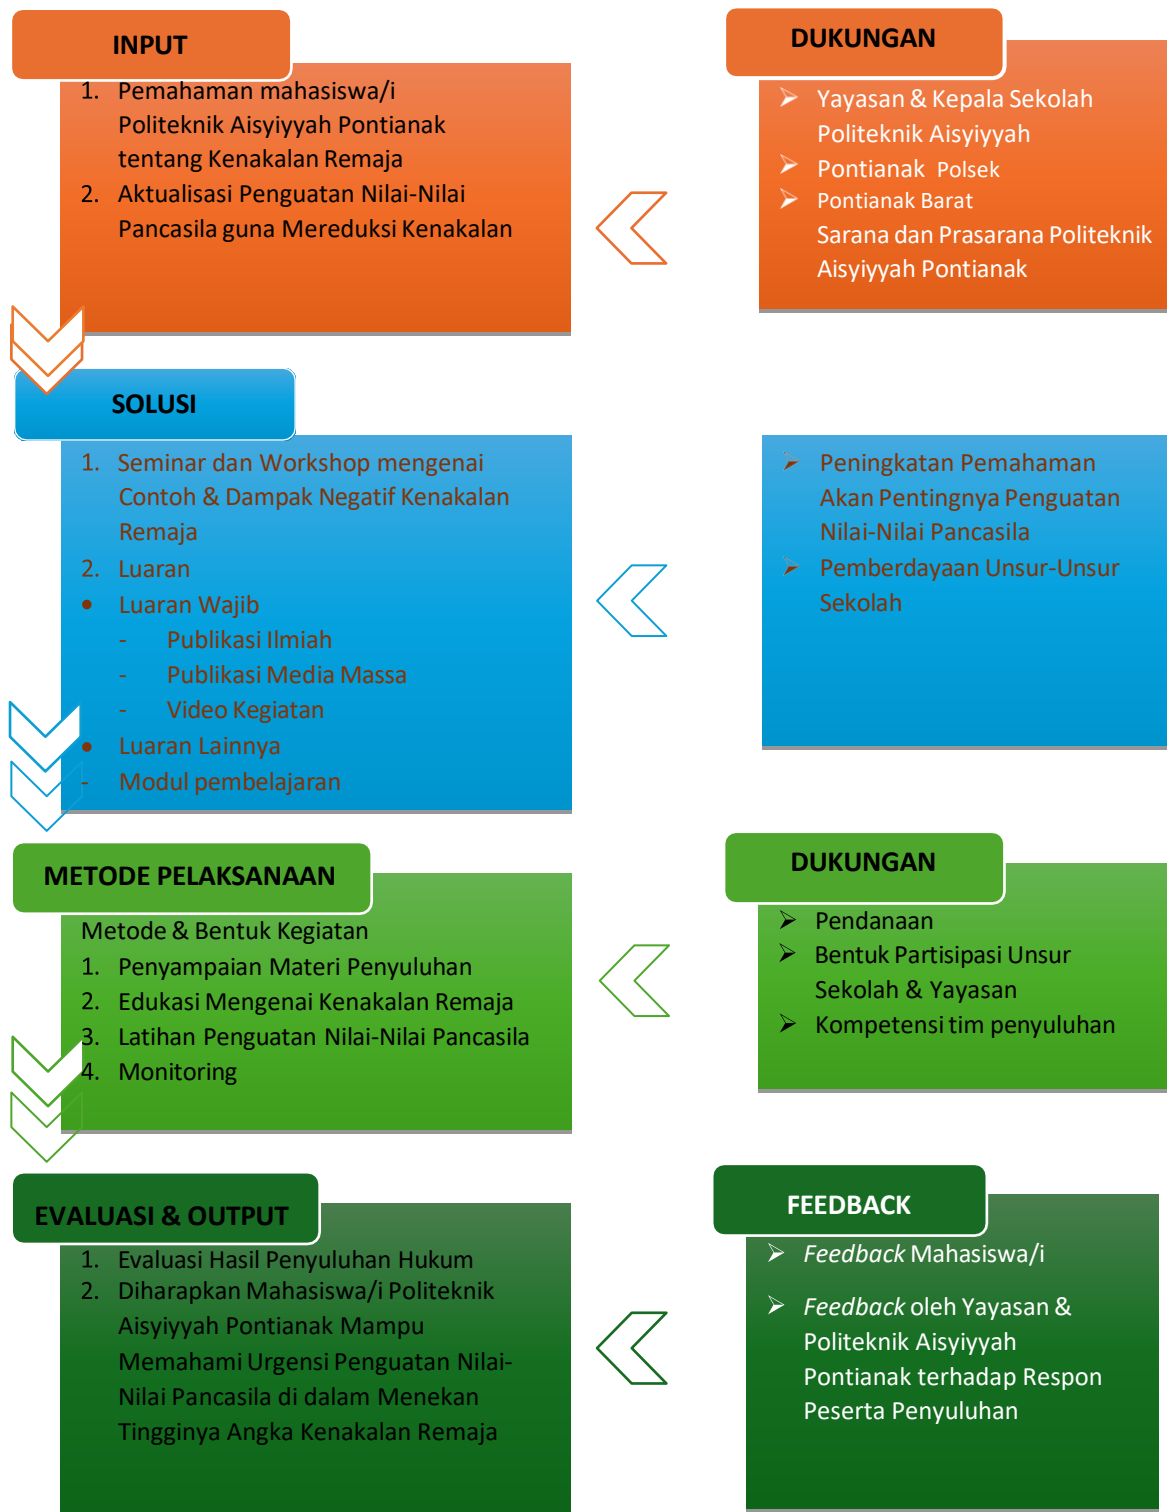 INPUT
1. Pemahaman mahasiswa/i
Politeknik Aisyiyyah Pontianak
tentang Kenakalan Remaja
2. Aktualisasi Penguatan Nilai-Nilai
Pancasila guna Mereduksi Kenakalan
DUKUNGAN
➢ Yayasan & Kepala Sekolah
Politeknik Aisyiyyah
➢ Pontianak Polsek
➢ Pontianak Barat
Sarana dan Prasarana Politeknik
Aisyiyyah Pontianak
SOLUSI
1. Seminar dan Workshop mengenai
Contoh & Dampak Negatif Kenakalan
Remaja
2. Luaran
• Luaran Wajib
- Publikasi Ilmiah
- Publikasi Media Massa
- Video Kegiatan
• Luaran Lainnya
- Modul pembelajaran
➢ Peningkatan Pemahaman
Akan Pentingnya Penguatan
Nilai-Nilai Pancasila
➢ Pemberdayaan Unsur-Unsur
Sekolah
METODE PELAKSANAAN
Metode & Bentuk Kegiatan
1. Penyampaian Materi Penyuluhan
2. Edukasi Mengenai Kenakalan Remaja
3. Latihan Penguatan Nilai-Nilai Pancasila
4. Monitoring
DUKUNGAN
➢ Pendanaan
➢ Bentuk Partisipasi Unsur
Sekolah & Yayasan
➢ Kompetensi tim penyuluhan
EVALUASI & OUTPUT
1. Evaluasi Hasil Penyuluhan Hukum
2. Diharapkan Mahasiswa/i Politeknik
Aisyiyyah Pontianak Mampu
Memahami Urgensi Penguatan Nilai-
Nilai Pancasila di dalam Menekan
Tingginya Angka Kenakalan Remaja
FEEDBACK
➢ Feedback Mahasiswa/i
➢ Feedback oleh Yayasan &
Politeknik Aisyiyyah
Pontianak terhadap Respon
Peserta Penyuluhan